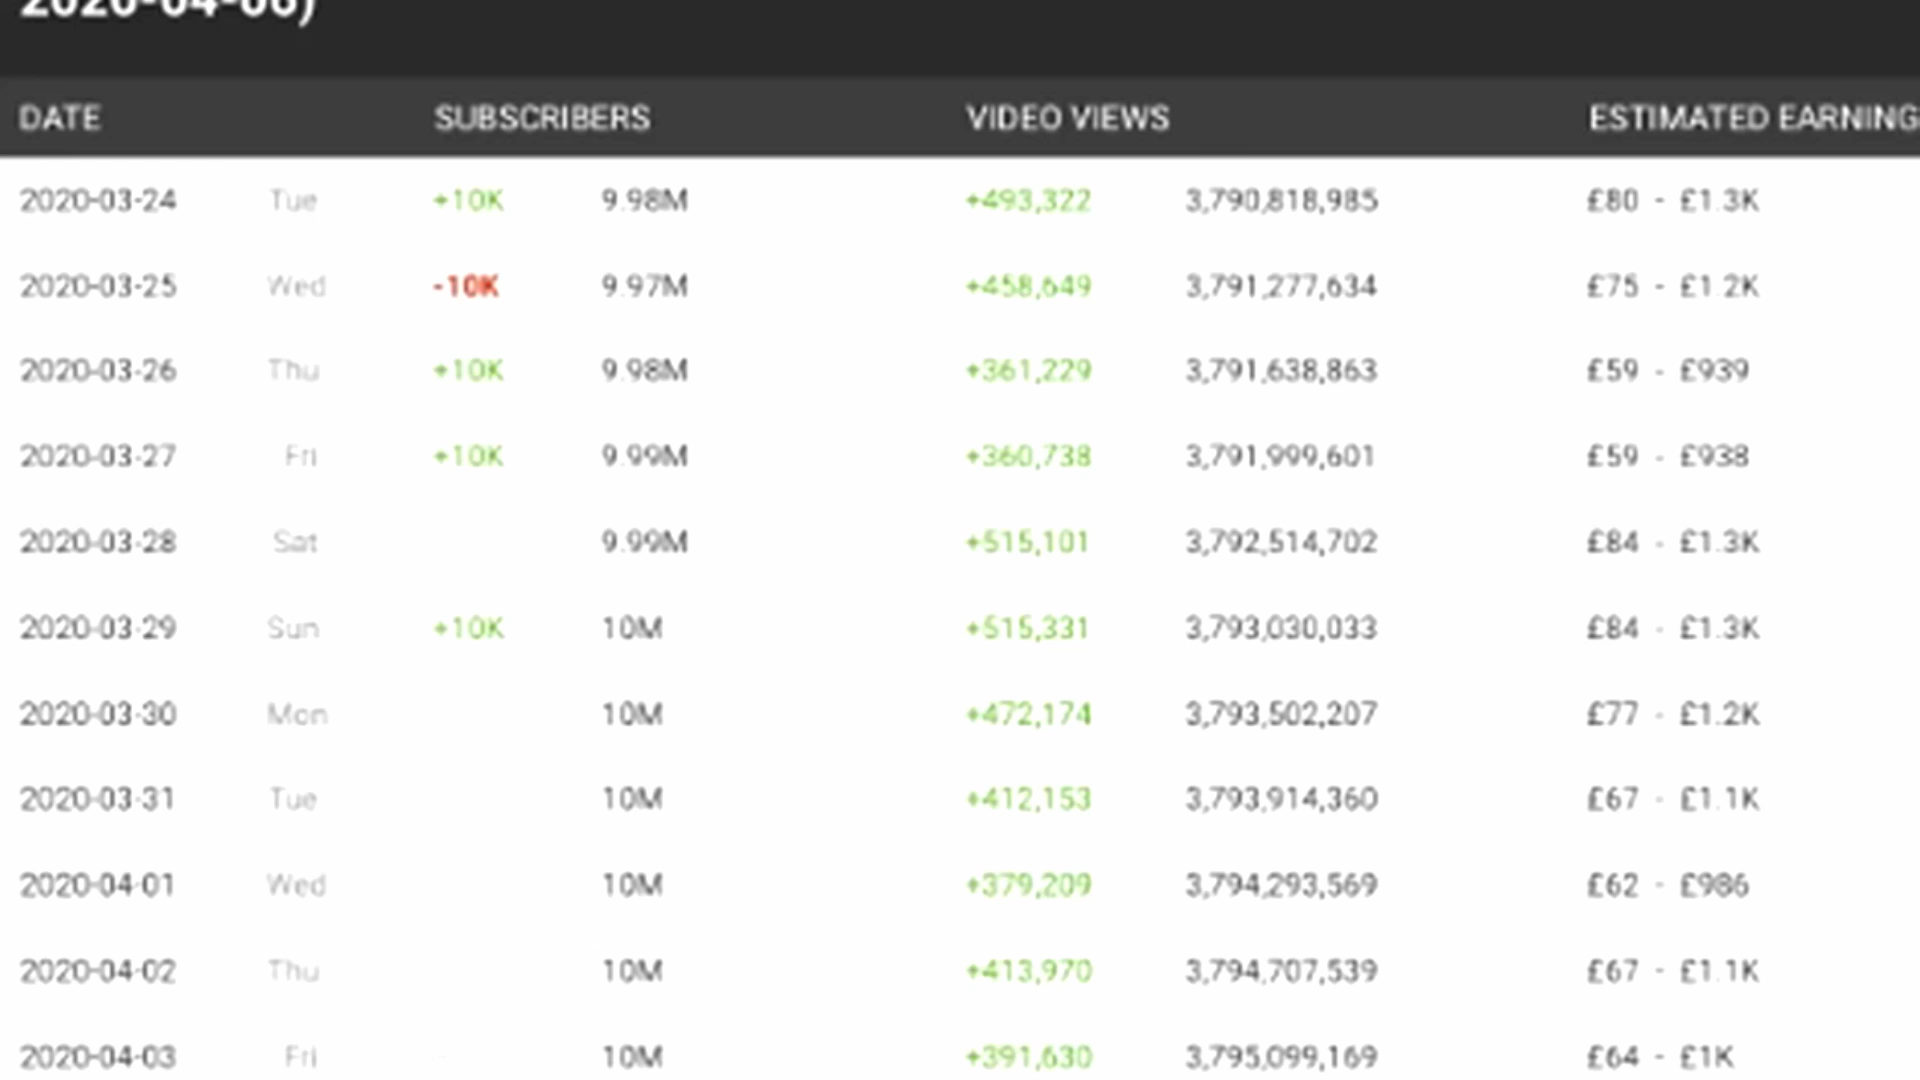 2020-04-06)
DATE SUBSCRIBERS VIDEO VIEWS ESTIMATED EARNING
2020-03-24 Tue +10K 9.98M +493,322 3,790,818,985 £80 - £1.3K
2020-03-25 Wed -10K 9.97M +458,649 3,791,277,634 £75 - £1.2K
2020-03-26 Thu +10K 9.98M +361,229 3,791,638,863 £59 - £939
2020-03-27 Fri +10K 9.99M +360,738 3,791,999,601 £59 - £938
2020-03-28 Sat 9.99M +515,101 3,792,514,702 £84 - £1.3K
2020-03-29 Sun +10K 10M +515,331 3,793,030,033 £84 - £1.3K
2020-03-30 Mon 10M +472,174 3,793,502,207 £77 - £1.2K
2020-03-31 Tue 10M +412,153 3,793,914,360 £67 - £1.1K
2020-04-01 Wed 10M +379,209 3,794,293,569 £62 - £986
2020-04-02 Thu 10M +413,970 3,794,707,539 £67 - £1.1K
2020-04-03 Fri 10M +391,630 3,795,099,169 £64 - £1K